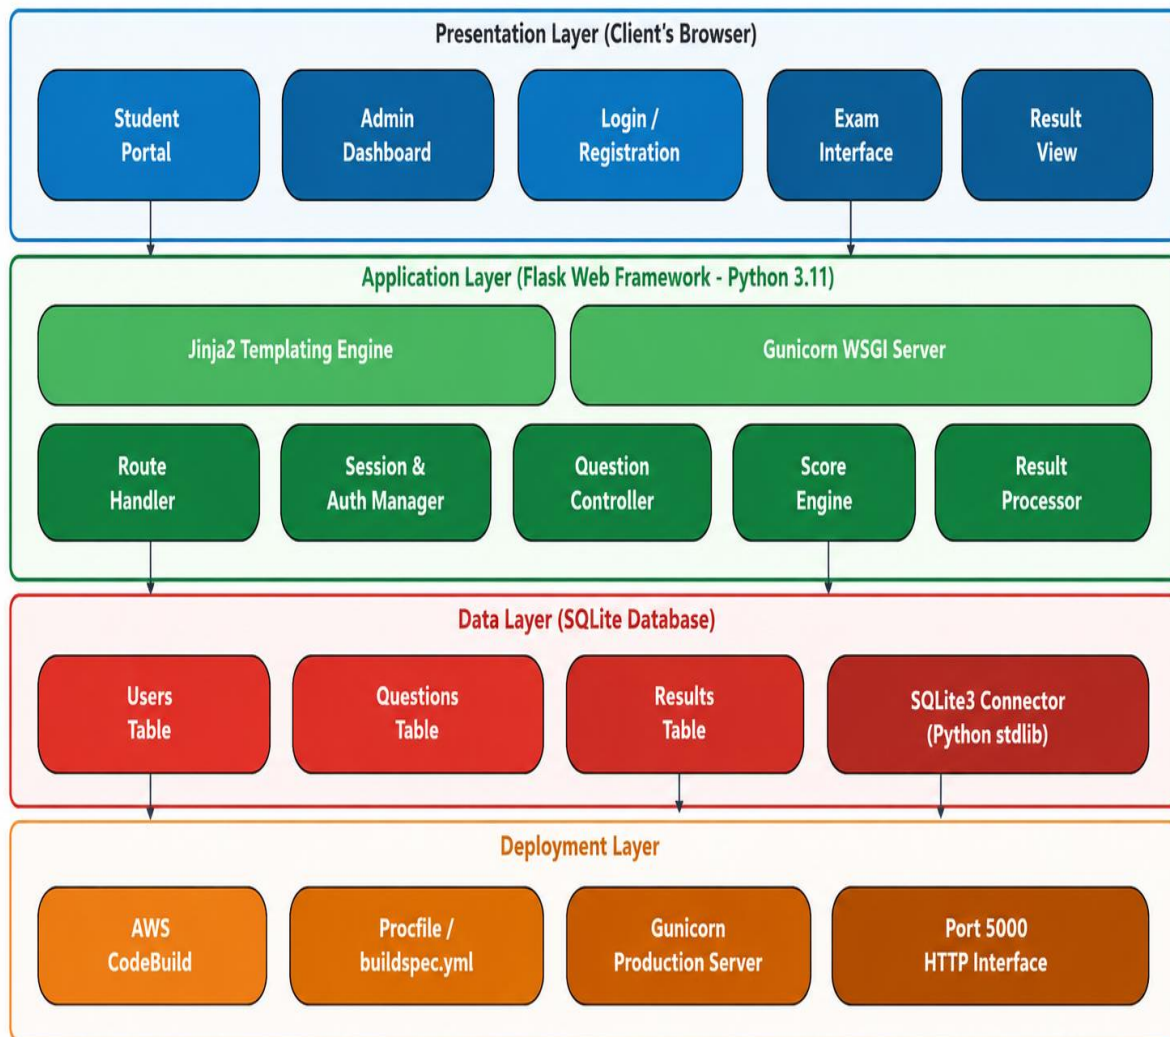 Presentation Layer (Client's Browser)
Student
Portal
Admin
Dashboard
Login /
Registration
Exam
Interface
Result
View
Application Layer (Flask Web Framework - Python 3.11)
Jinja2 Templating Engine
Gunicorn WSGI Server
Route
Handler
Session &
Auth Manager
Question
Controller
Score
Engine
Result
Processor
Data Layer (SQLite Database)
Users
Table
Questions
Table
Results
Table
SQLite3 Connector
(Python stdlib)
Deployment Layer
AWS
CodeBuild
Procfile /
buildspec.yml
Gunicorn
Production Server
Port 5000
HTTP Interface